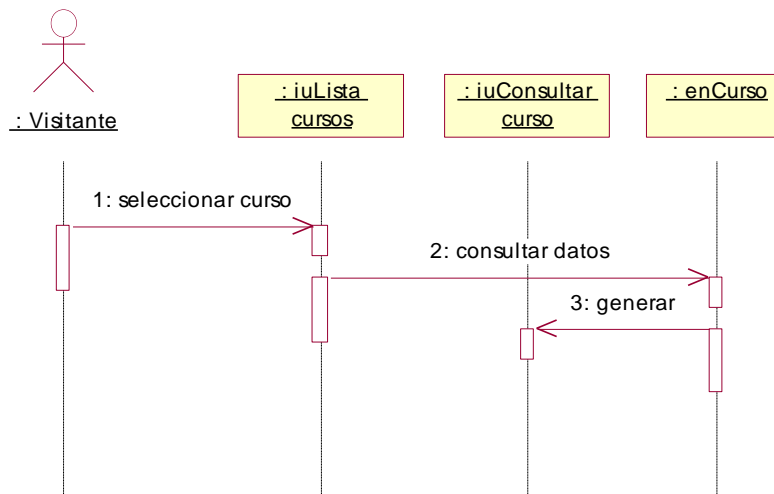 : Visitante
: iuLista
cursos
: iuConsultar
curso
: enCurso
1: seleccionar curso
2: consultar datos
3: generar